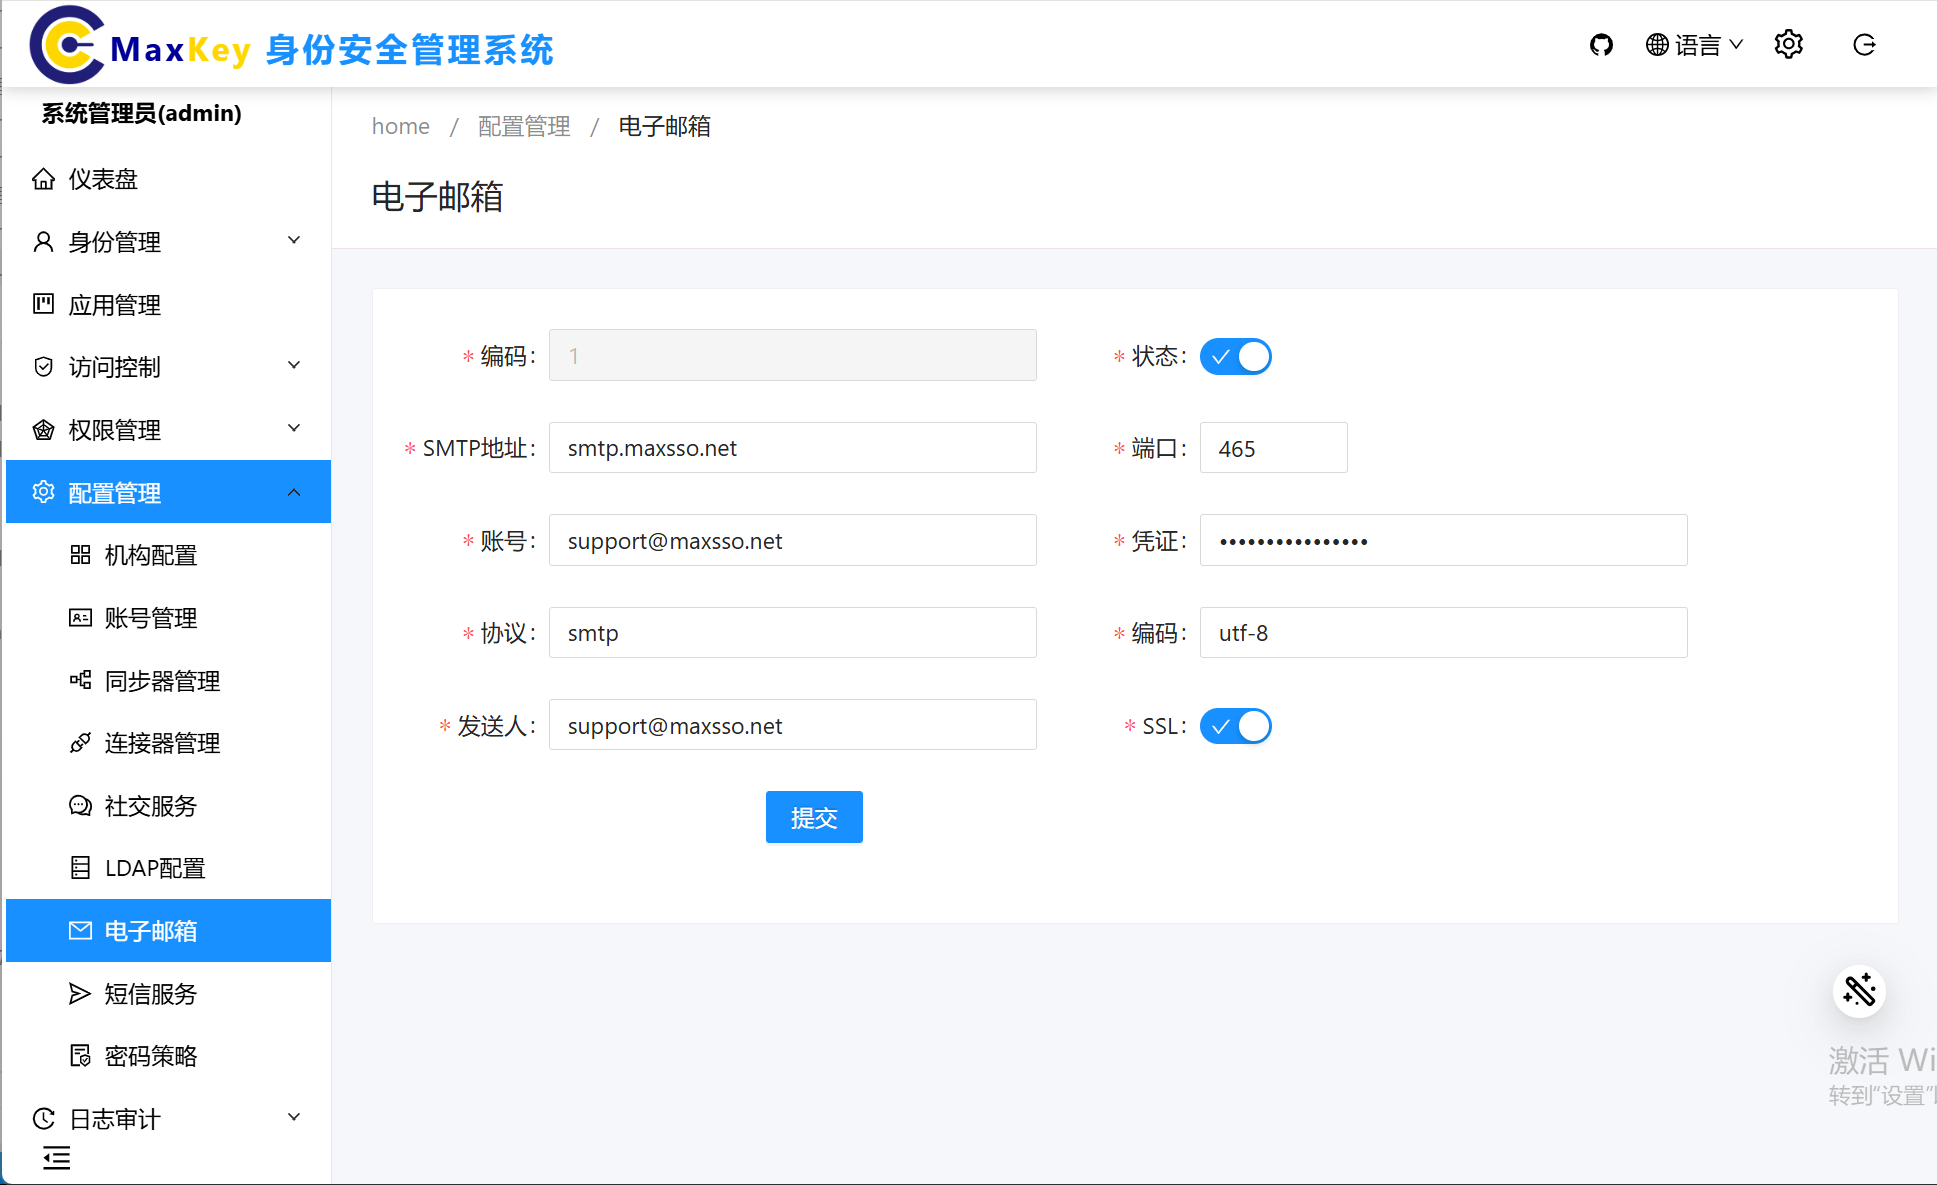 MaxKey 身份安全管理系统
语言
系统管理员(admin)
仪表盘
身份管理
应用管理
访问控制
权限管理
配置管理
机构配置
账号管理
同步器管理
连接器管理
社交服务
LDAP配置
电子邮箱
短信服务
密码策略
日志审计
home / 配置管理 / 电子邮箱
电子邮箱
* 编码: 1
* 状态:
* SMTP地址: smtp.maxsso.net
* 端口: 465
* 账号: support@maxsso.net
* 凭证: ••••••••••••••••
* 协议: smtp
* 编码: utf-8
* 发送人: support@maxsso.net
* SSL:
提交
激活 Wi
转到“设置”